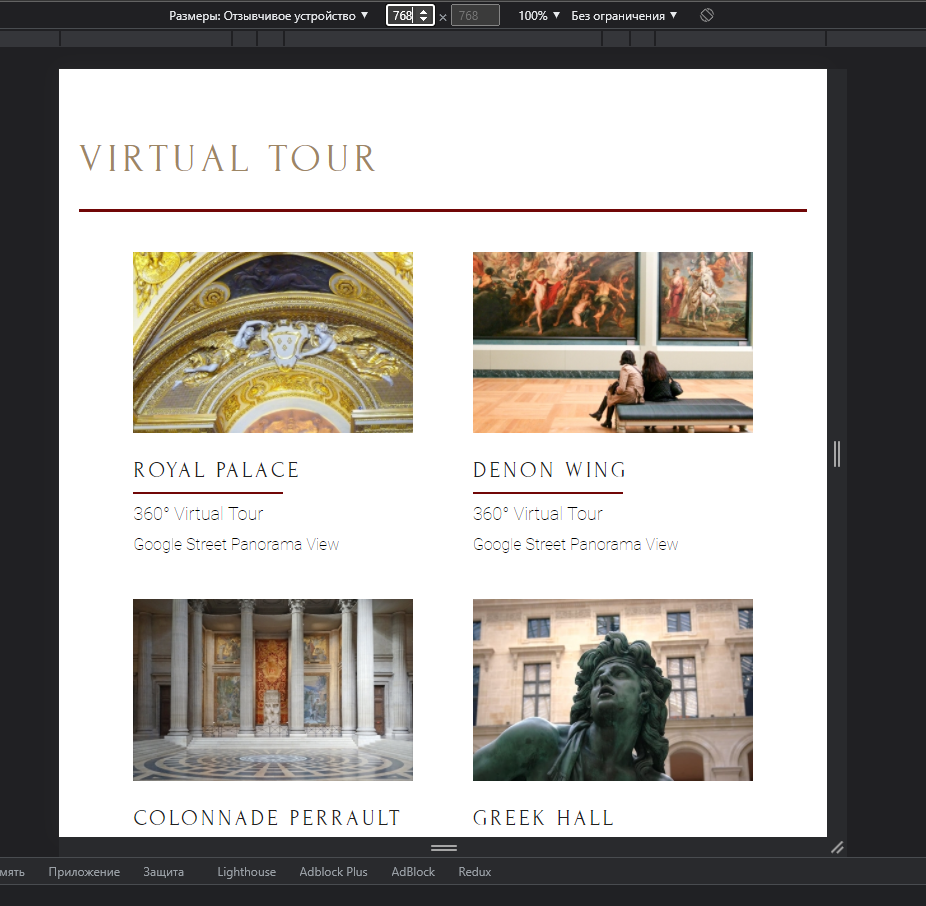 Размеры: Отзывчивое устройство ▼ 768 × 768 100% ▼ Без ограничения ▼
VIRTUAL TOUR
ROYAL PALACE
360° Virtual Tour
Google Street Panorama View
DENON WING
360° Virtual Tour
Google Street Panorama View
COLONNADE PERRAULT
GREEK HALL
мять Приложение Защита Lighthouse Adblock Plus AdBlock Redux